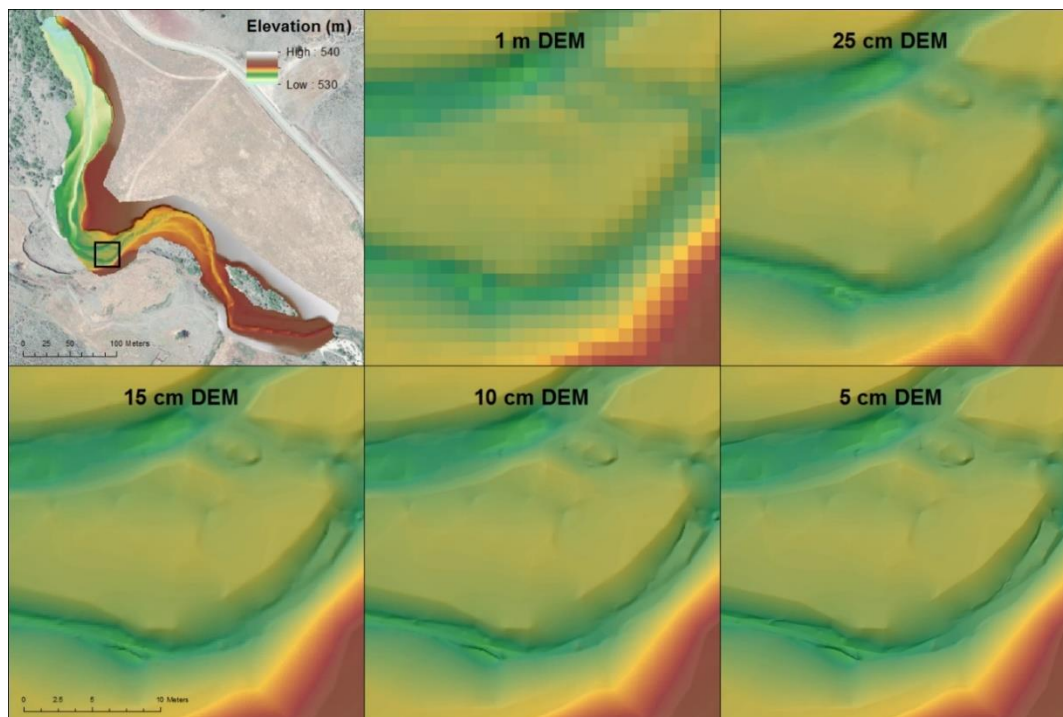 Elevation (m)
High : 540
Low : 530
0 25 50 100 Meters
1 m DEM
25 cm DEM
15 cm DEM
10 cm DEM
5 cm DEM
0 2.5 5 10 Meters